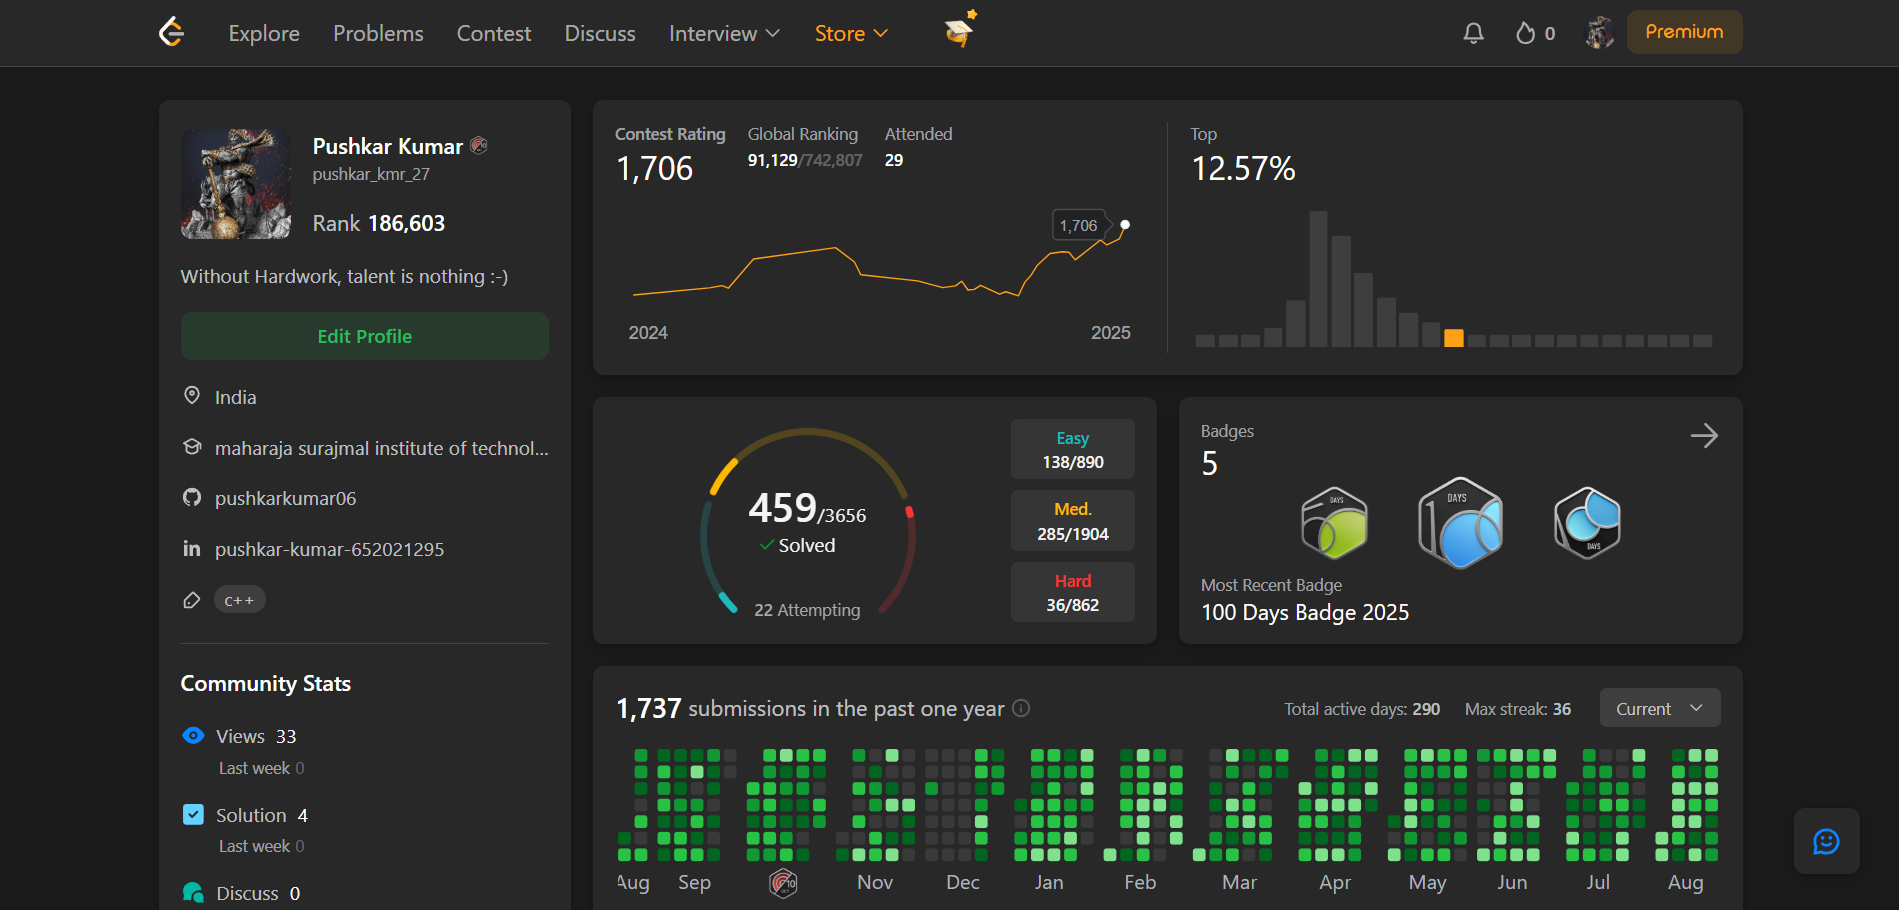 Explore Problems Contest Discuss Interview Store
0
Premium
Pushkar Kumar
pushkar_kmr_27
Rank 186,603
Without Hardwork, talent is nothing :-)
Edit Profile
India
maharaja surajmal institute of technol...
pushkarkumar06
in pushkar-kumar-652021295
c++
Community Stats
Views 33
Last week 0
Solution 4
Last week 0
Discuss 0
Contest Rating
1,706
Global Ranking
91,129/742,807
Attended
29
1,706
2024 2025
Top
12.57%
459/3656
Solved
22 Attempting
Easy
138/890
Med.
285/1904
Hard
36/862
Badges
5
DAYS
DAYS
DAYS
Most Recent Badge
100 Days Badge 2025
1,737 submissions in the past one year
Total active days: 290 Max streak: 36
Current
Aug Sep Nov Dec Jan Feb Mar Apr May Jun Jul Aug